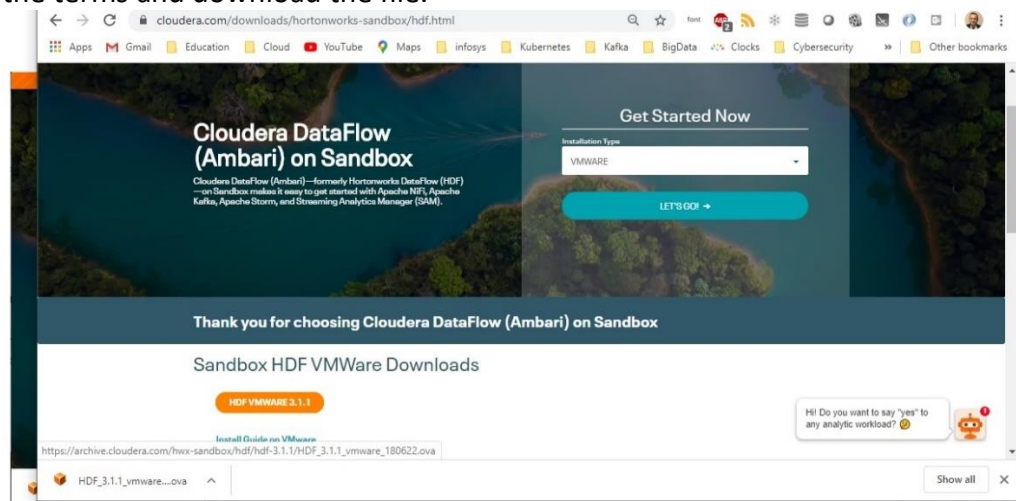 the terms and download the file.
cloudera.com/downloads/hortonworks-sandbox/hdf.html
Apps Gmail Education Cloud YouTube Maps infosys Kubernetes Kafka BigData Clocks Cybersecurity » Other bookmarks
Cloudera DataFlow
(Ambari) on Sandbox
Cloudera DataFlow (Ambari)—formerly Hortonworks DataFlow (HDF)
—on Sandbox makes it easy to get started with Apache NiFi, Apache
Kafka, Apache Storm, and Streaming Analytics Manager (SAM).
Get Started Now
Installation Type
VMWARE
LET'S GO! →
Thank you for choosing Cloudera DataFlow (Ambari) on Sandbox
Sandbox HDF VMWare Downloads
HDF VMWARE 3.1.1
Install Guide on VMware
Hi! Do you want to say "yes" to
any analytic workload?
1
https://archive.cloudera.com/hwx-sandbox/hdf/hdf-3.1.1/HDF_3.1.1_vmware_180622.ova
HDF_3.1.1_vmware....ova
Show all